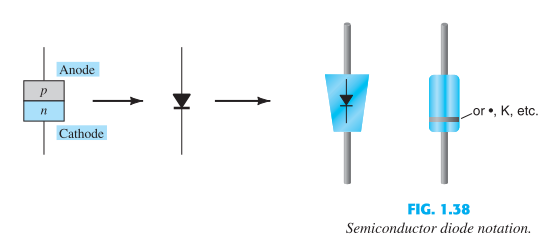 Anode
p
n
Cathode
or •, K, etc.
FIG. 1.38
Semiconductor diode notation.